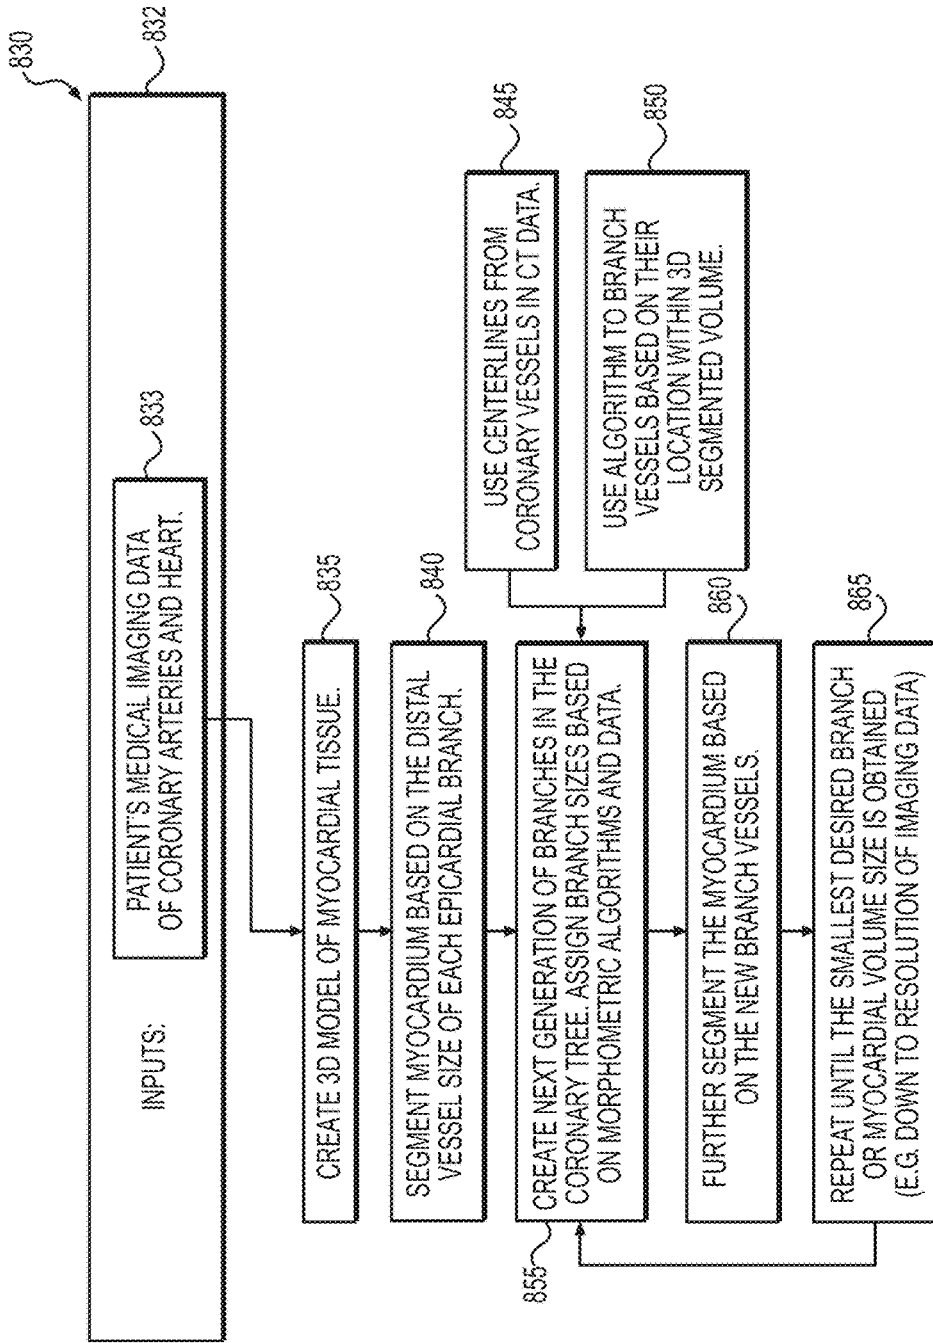 830
832
INPUTS:
833
PATIENT'S MEDICAL IMAGING DATA
OF CORONARY ARTERIES AND HEART.
835
CREATE 3D MODEL OF MYOCARDIAL TISSUE.
840
SEGMENT MYOCARDIUM BASED ON THE DISTAL
VESSEL SIZE OF EACH EPICARDIAL BRANCH.
845
USE CENTERLINES FROM
CORONARY VESSELS IN CT DATA.
850
USE ALGORITHM TO BRANCH
VESSELS BASED ON THEIR
LOCATION WITHIN 3D
SEGMENTED VOLUME.
855
CREATE NEXT GENERATION OF BRANCHES IN THE
CORONARY TREE. ASSIGN BRANCH SIZES BASED
ON MORPHOMETRIC ALGORITHMS AND DATA.
860
FURTHER SEGMENT THE MYOCARDIUM BASED
ON THE NEW BRANCH VESSELS.
865
REPEAT UNTIL THE SMALLEST DESIRED BRANCH
OR MYOCARDIAL VOLUME SIZE IS OBTAINED
(E.G. DOWN TO RESOLUTION OF IMAGING DATA)